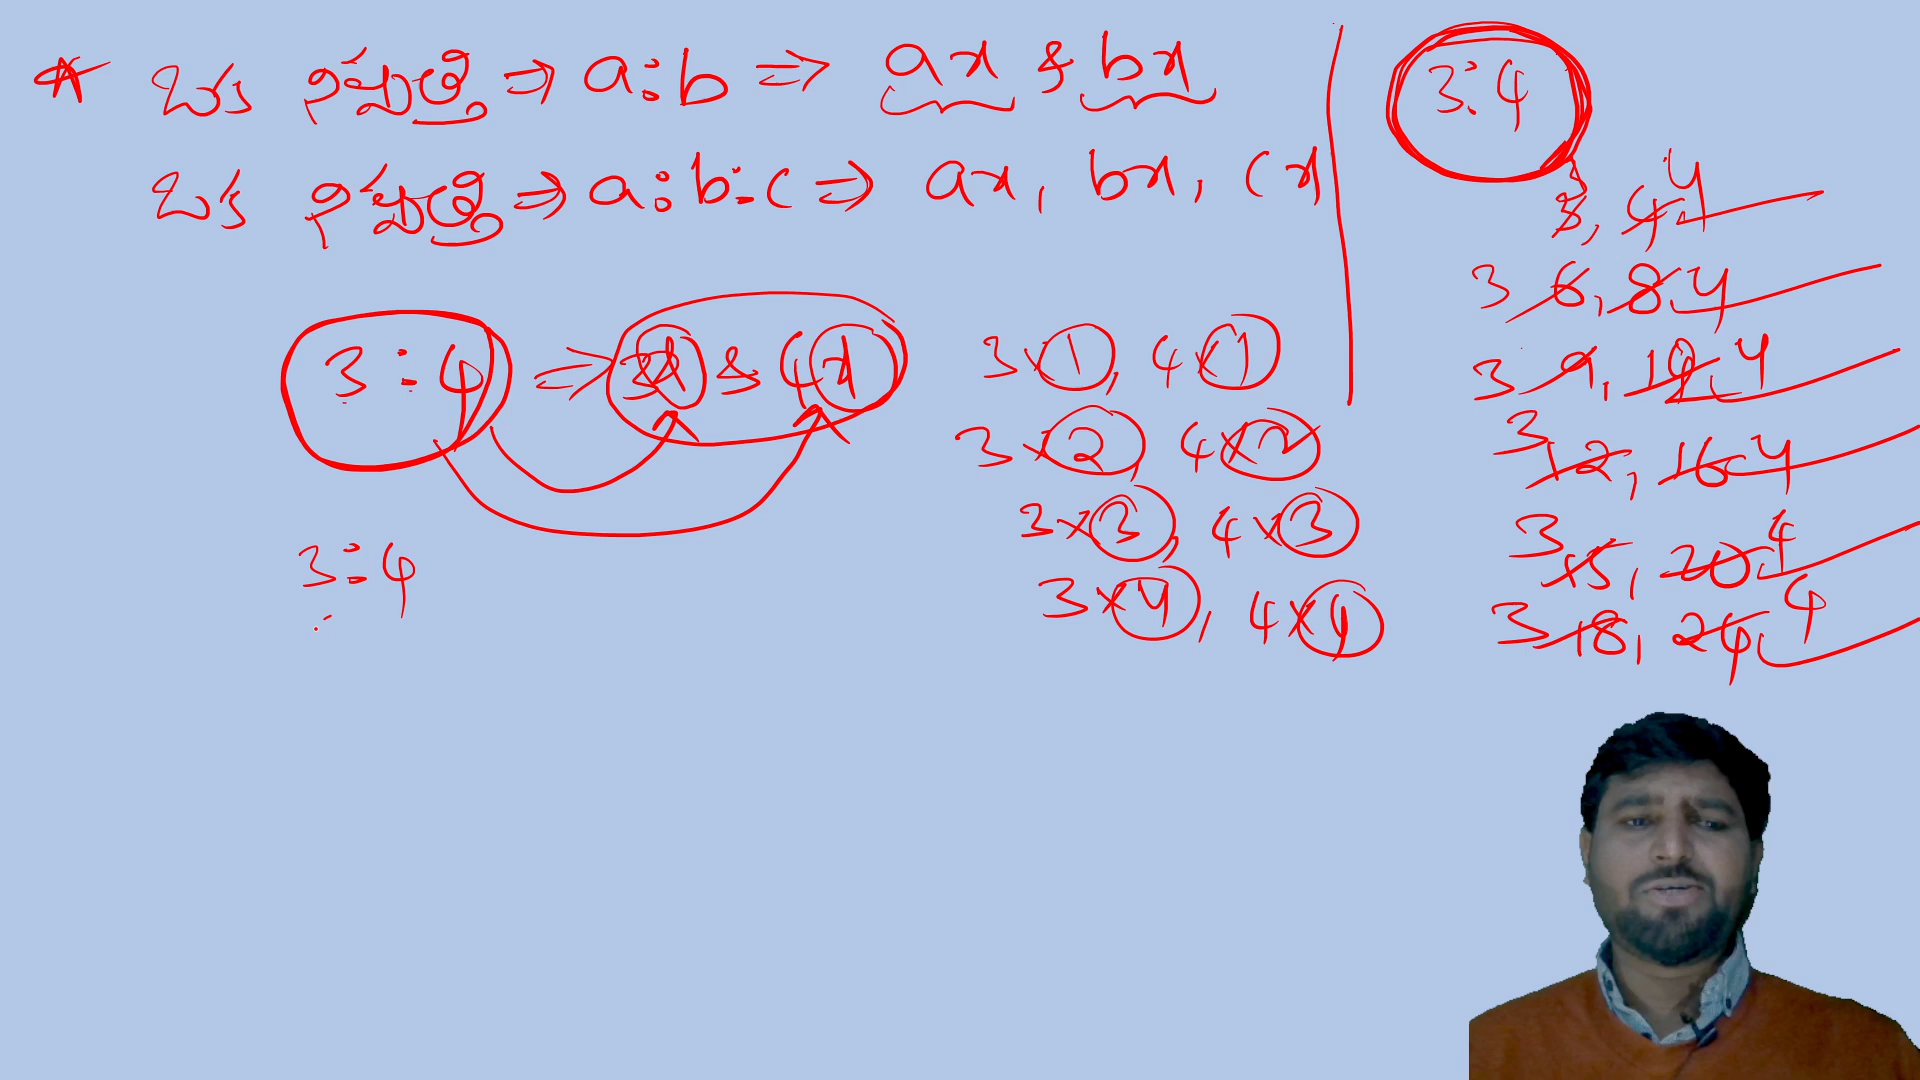 * ఒక నిష్పత్తి ⇒ a:b ⇒ ax & bx
ఒక నిష్పత్తి ⇒ a:b:c ⇒ ax, bx, cx
3:4 ⇒ 3x & 4x
3:4
3×1, 4×1
3×2, 4×2
3×3, 4×3
3×4, 4×4
3:4
3, 4 4
3 6, 8 4
3 9, 12 4
3 12, 16 4
3 15, 20 4
3 18, 24 4